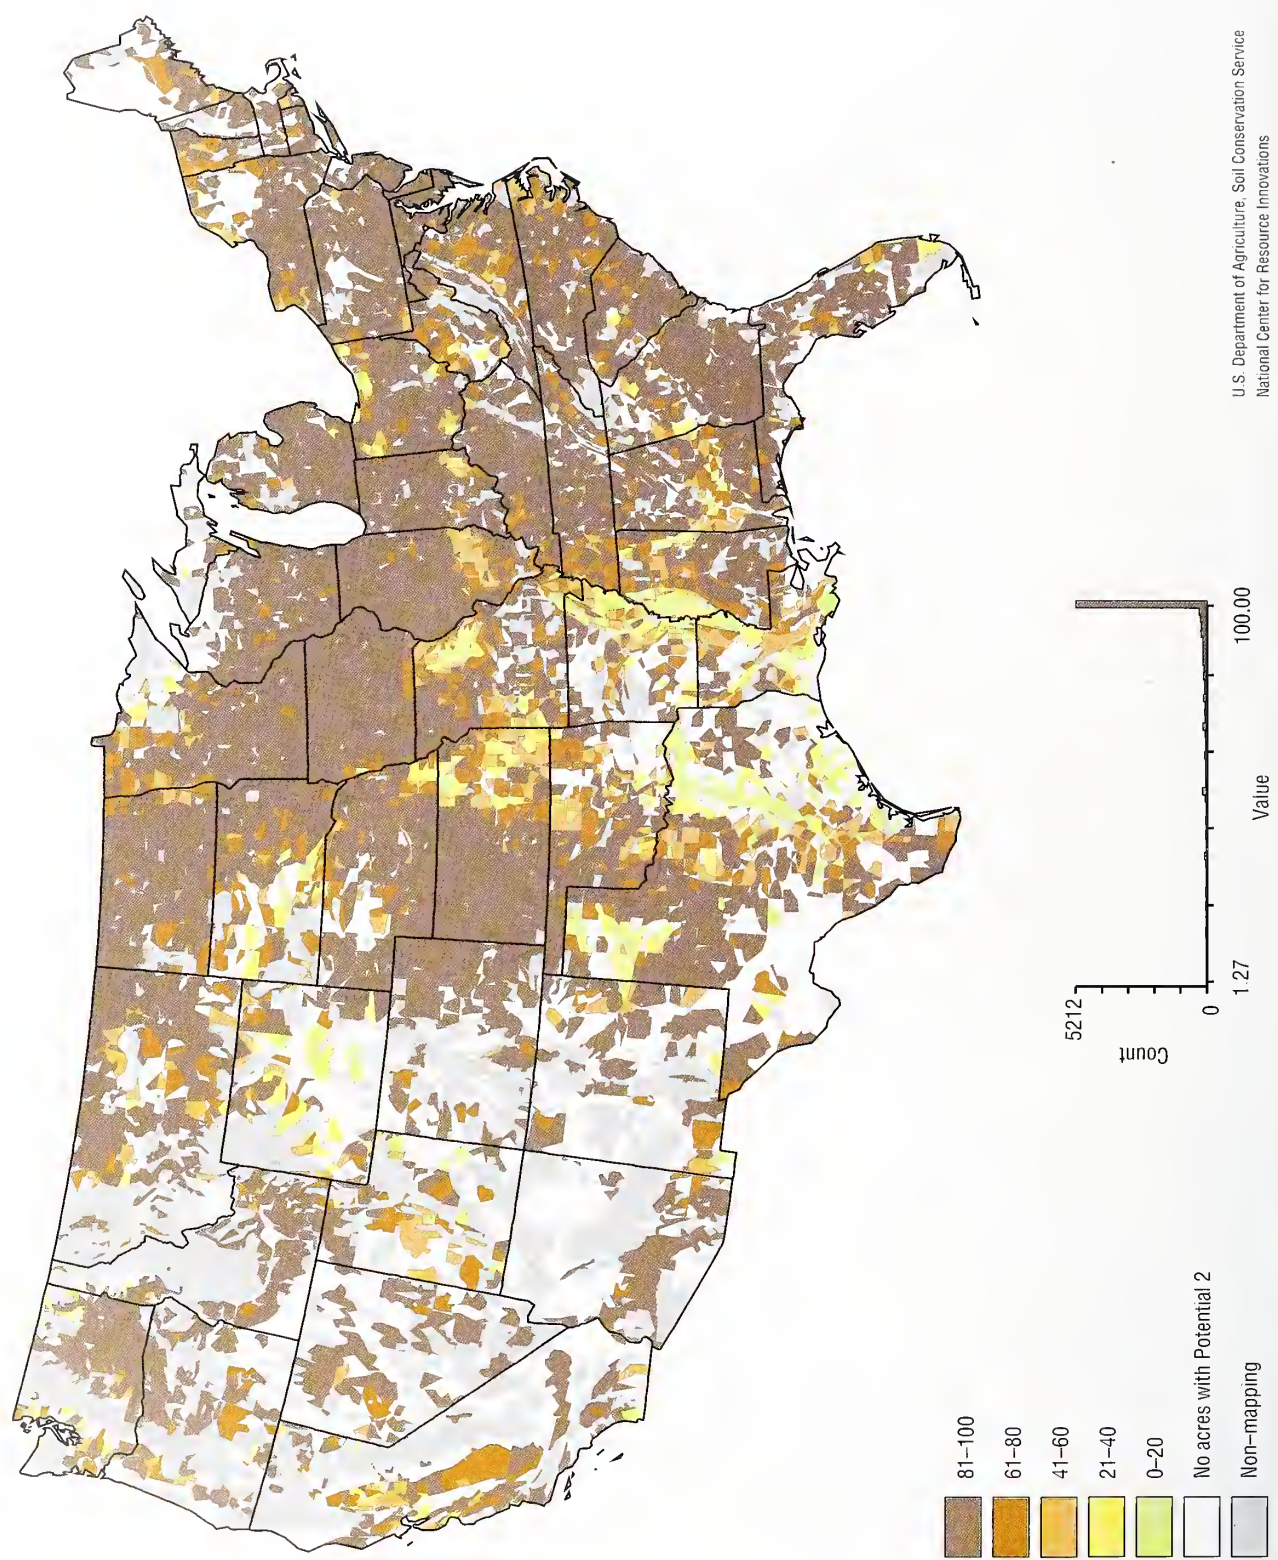 81–100
61–80
41–60
21–40
0–20
No acres with Potential 2
Non–mapping
5212
Count
0
1.27
100.00
Value
U.S. Department of Agriculture, Soil Conservation Service
National Center for Resource Innovations